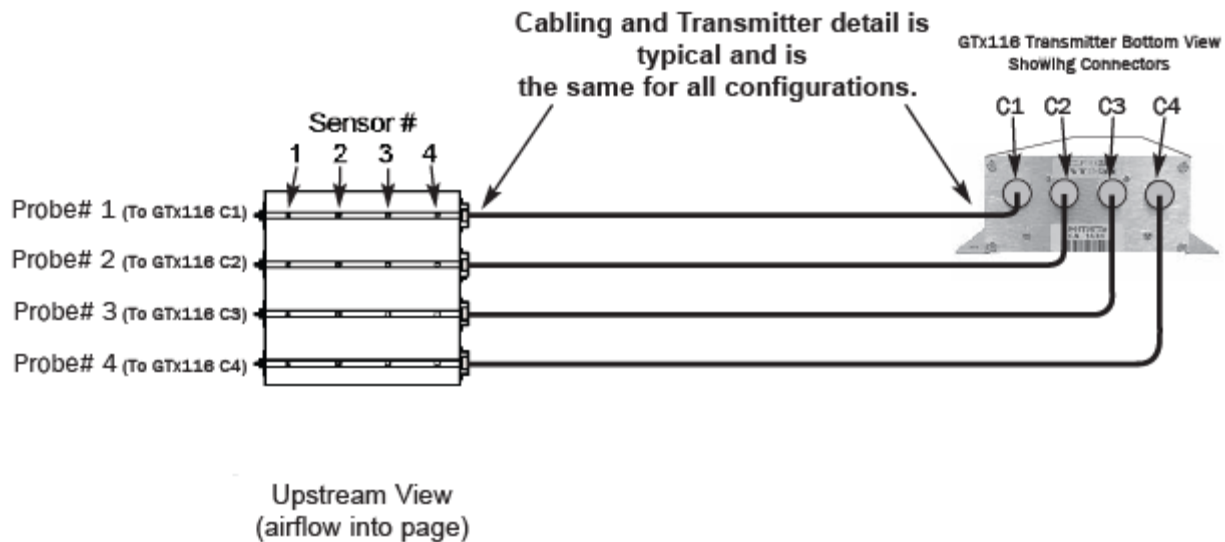 Cabling and Transmitter detail is
typical and is
the same for all configurations.
GTx116 Transmitter Bottom View
Showing Connectors
C1 C2 C3 C4
Sensor #
1 2 3 4
Probe# 1 (To GTx116 C1)
Probe# 2 (To GTx116 C2)
Probe# 3 (To GTx116 C3)
Probe# 4 (To GTx116 C4)
Upstream View
(airflow into page)